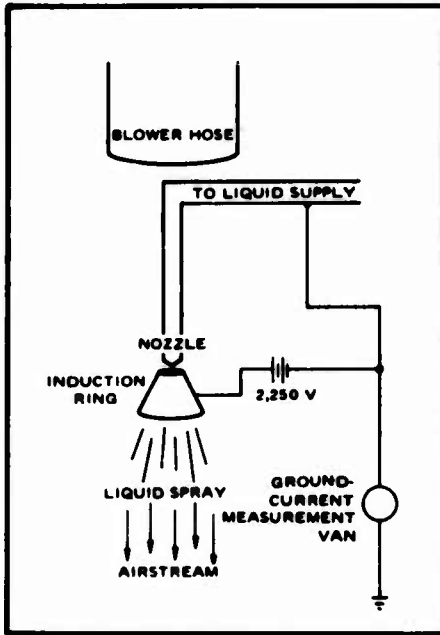 BLOWER HOSE
TO LIQUID SUPPLY
NOZZLE
INDUCTION
RING
2,250 V
LIQUID SPRAY
GROUND-
CURRENT
MEASUREMENT
VAN
AIRSTREAM